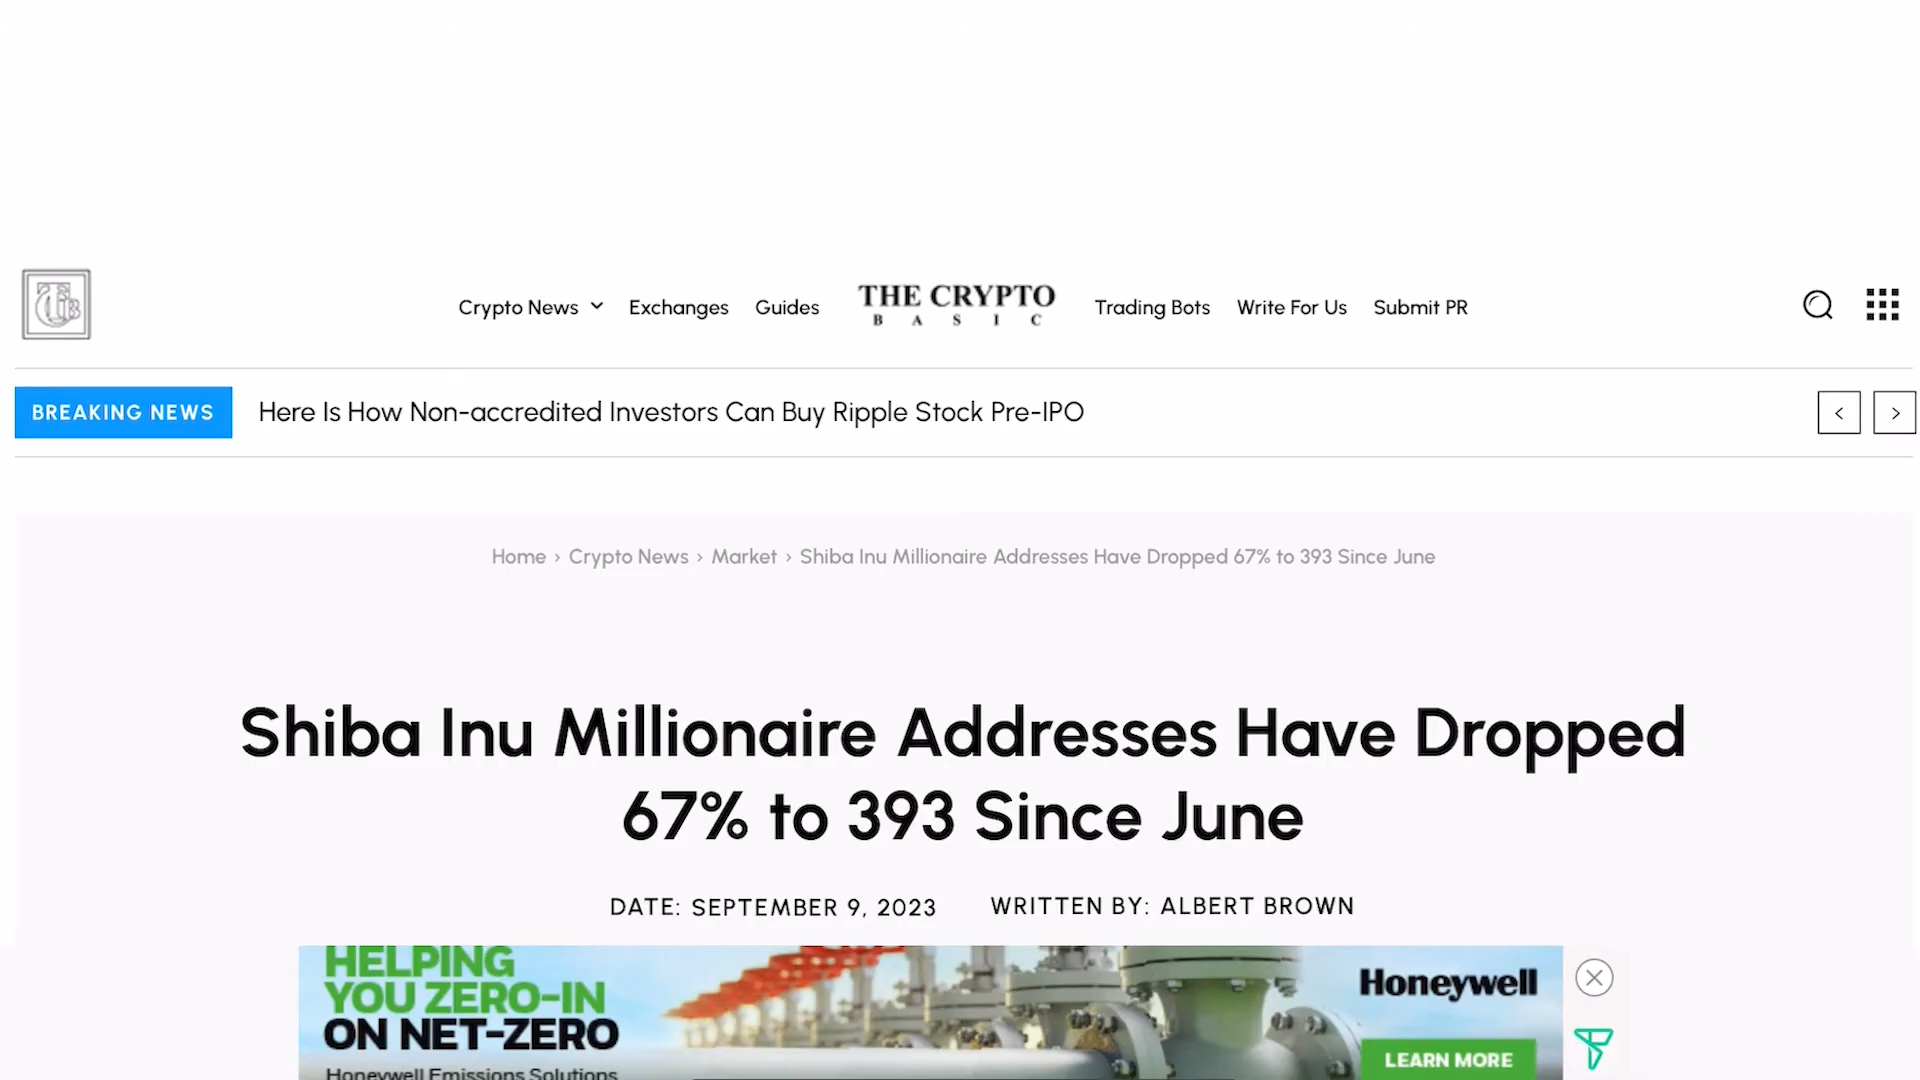 Crypto News Exchanges Guides THE CRYPTO BASIC Trading Bots Write For Us Submit PR
BREAKING NEWS Here Is How Non-accredited Investors Can Buy Ripple Stock Pre-IPO
Home › Crypto News › Market › Shiba Inu Millionaire Addresses Have Dropped 67% to 393 Since June
Shiba Inu Millionaire Addresses Have Dropped
67% to 393 Since June
DATE: SEPTEMBER 9, 2023 WRITTEN BY: ALBERT BROWN
HELPING
YOU ZERO-IN
ON NET-ZERO
Honeywell Emissions Solutions
Honeywell
LEARN MORE